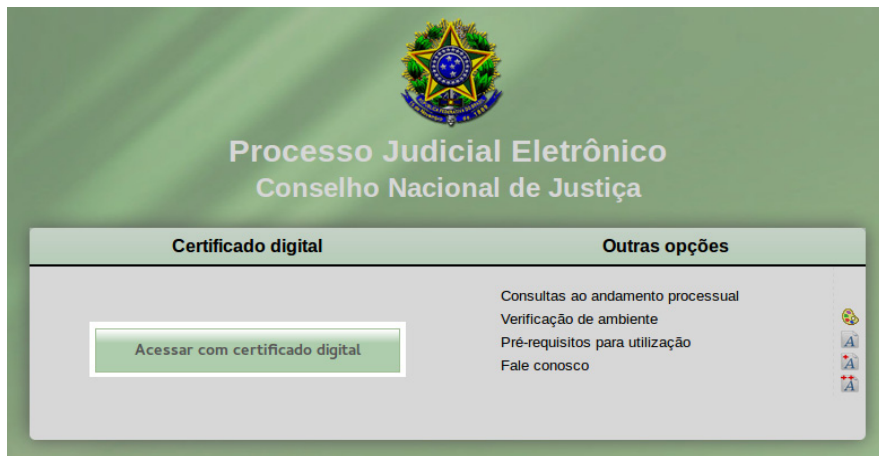 Processo Judicial Eletrônico
Conselho Nacional de Justiça
Certificado digital
Outras opções
Acessar com certificado digital
Consultas ao andamento processual
Verificação de ambiente
Pré-requisitos para utilização
Fale conosco
A
A
A